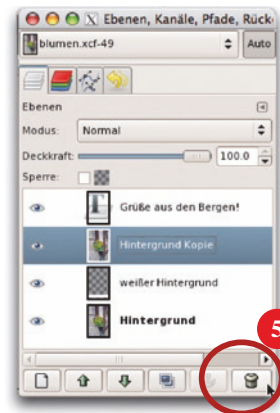 X Ebenen, Kanäle, Pfade, Rück
blumen.xcf-49 Auto
Ebenen
Modus: Normal
Deckkraft: 100.0
Sperre:
T Grüße aus den Bergen!
Hintergrund Kopie
weißer Hintergrund
Hintergrund
5